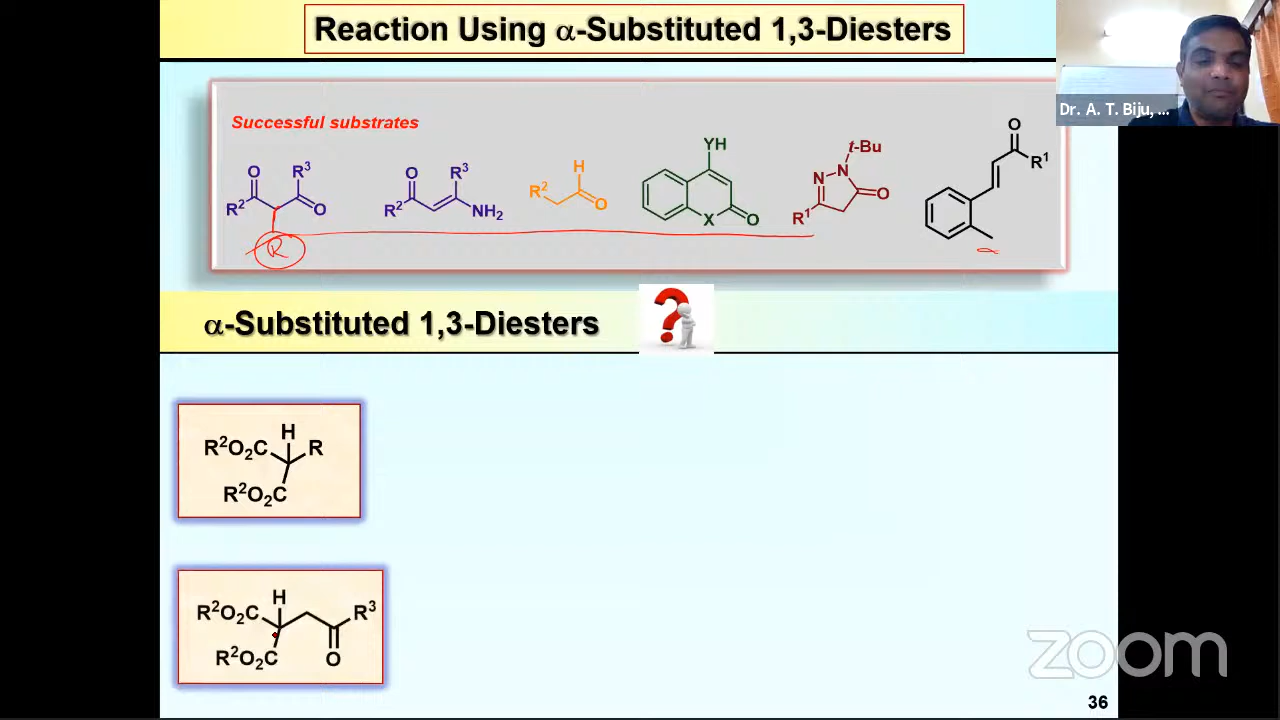 Reaction Using α-Substituted 1,3-Diesters
Dr. A. T. Biju, ...
Successful substrates
O R³ R² O R
O R³ R² NH₂
H R² O
YH X O
t-Bu N N O R¹
O R¹
α-Substituted 1,3-Diesters
?
H
R²O₂C R
R²O₂C
H
R²O₂C R³
R²O₂C O
zoom
36